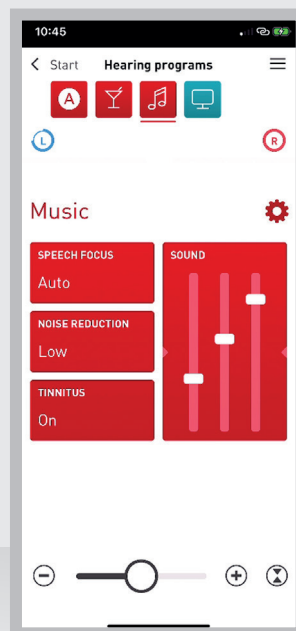 10:45
Start Hearing programs
A
L R
Music
SPEECH FOCUS SOUND
Auto
NOISE REDUCTION
Low
TINNITUS
On